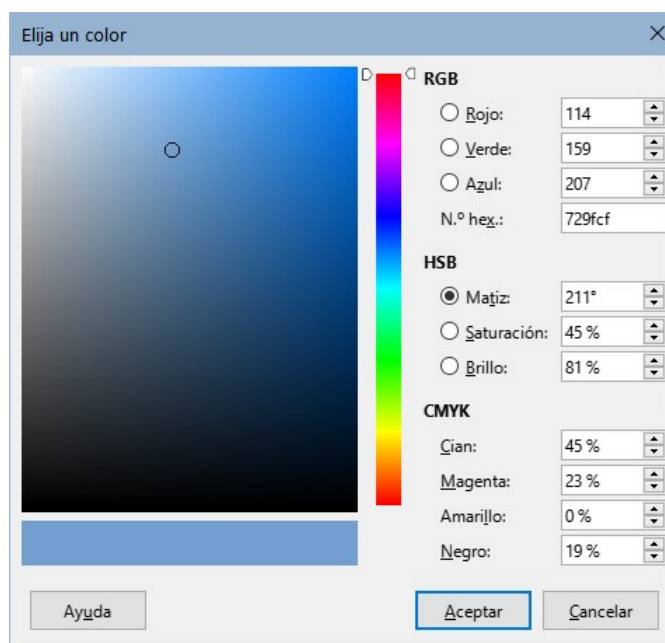 Elija un color
RGB
Rojo: 114
Verde: 159
Azul: 207
N.º hex.: 729fcf
HSB
Matiz: 211°
Saturación: 45 %
Brillo: 81 %
CMYK
Cian: 45 %
Magenta: 23 %
Amarillo: 0 %
Negro: 19 %
Ayuda Aceptar Cancelar